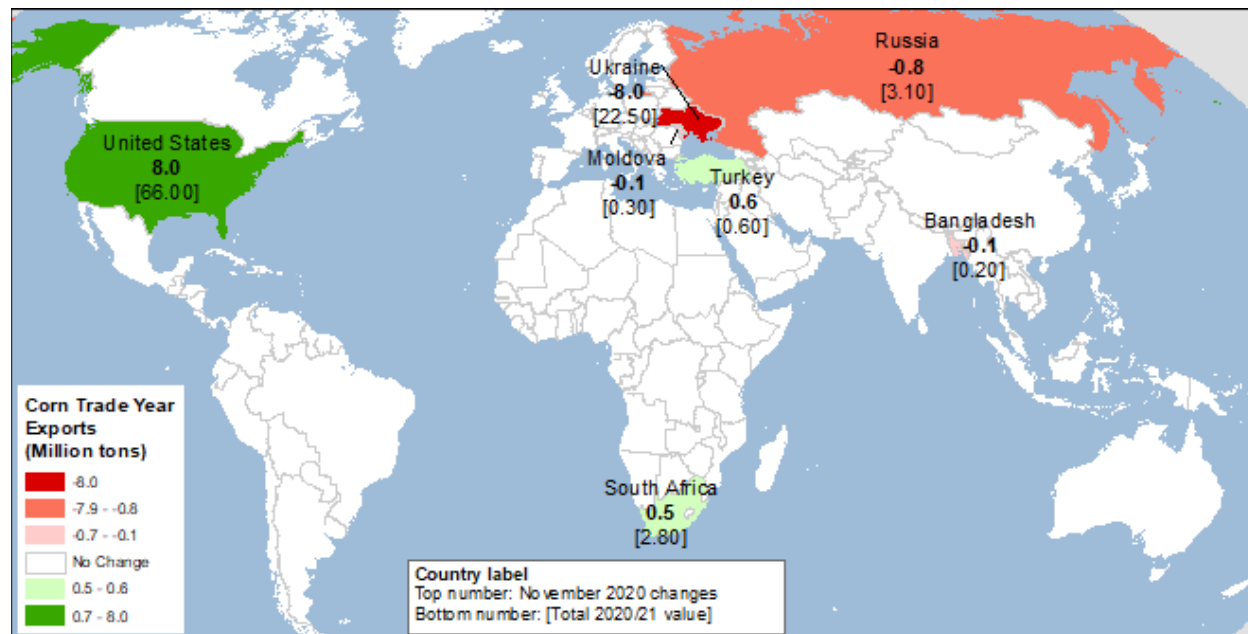 Russia
-0.8
[3.10]
Ukraine
-8.0
[22.50]
United States
8.0
[66.00]
Moldova
-0.1
[0.30]
Turkey
0.6
[0.60]
Bangladesh
-0.1
[0.20]
South Africa
0.5
[2.80]
Corn Trade Year
Exports
(Million tons)
-8.0
-7.9 - -0.8
-0.7 - -0.1
No Change
0.5 - 0.6
0.7 - 8.0
Country label
Top number: November 2020 changes
Bottom number: [Total 2020/21 value]